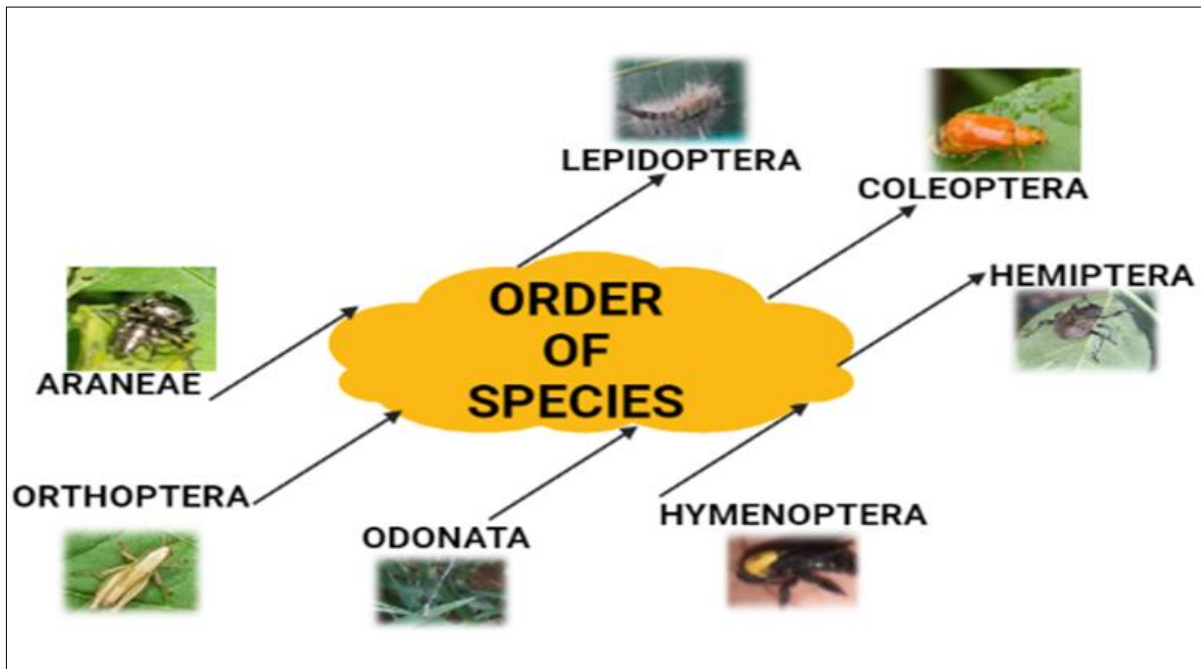 LEPIDOPTERA
COLEOPTERA
HEMIPTERA
ORDER
OF
SPECIES
ARANEAE
ORTHOPTERA
ODONATA
HYMENOPTERA